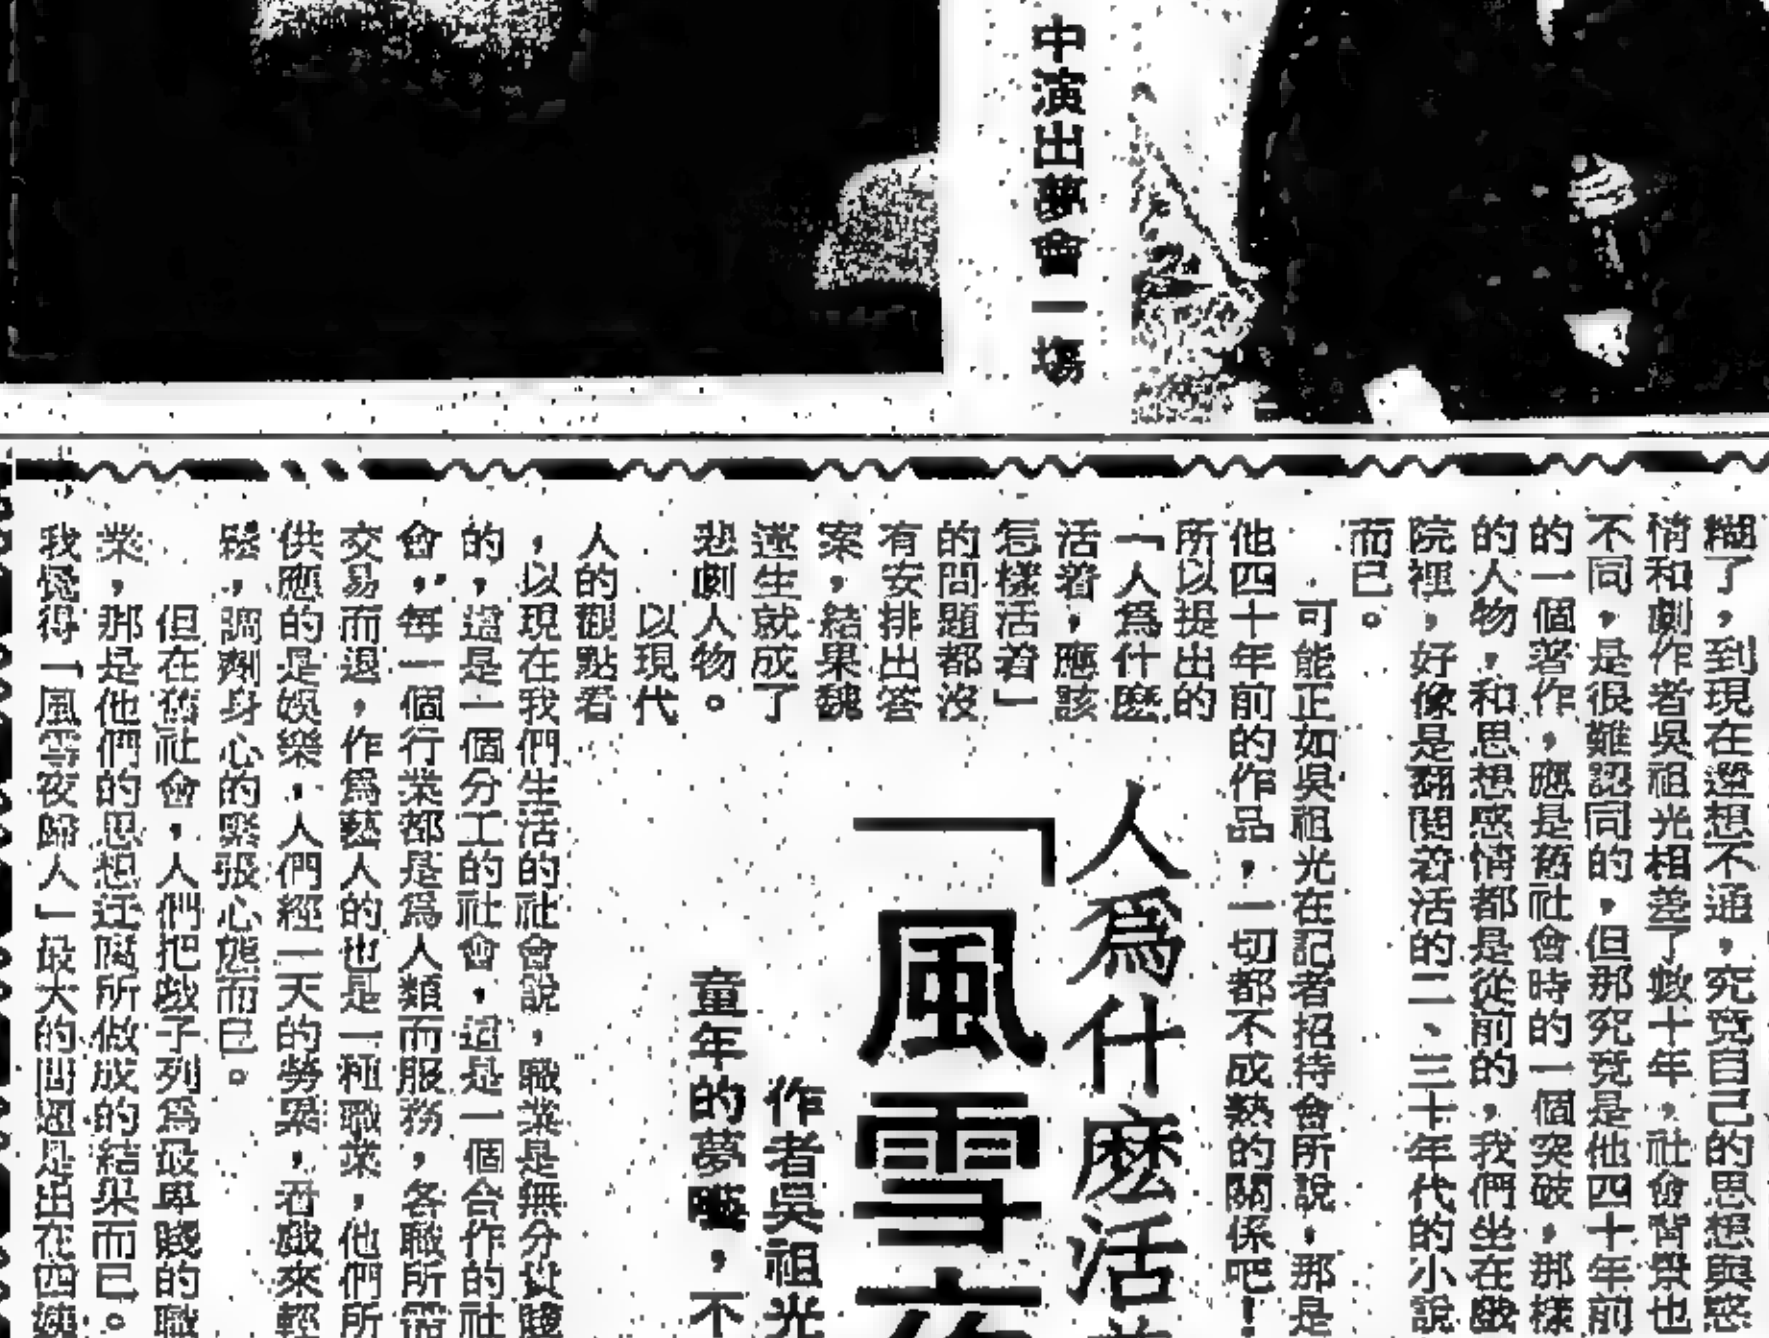 中演出夢會一場
糊了，到現在還想不通，究竟自己的思想與感
情和劇作者吳祖光相差了數十年，社會背景也
不同，是很難認同的，但那究竟是他四十年前
的一個著作，應是舊社會時的一個突破，那樣
的人物，和思想感情都是從前的，我們坐在戲
院裡，好像是翻閱着活的二、三十年代的小說
而已。
可能正如吳祖光在記者招待會所說，那是
他四十年前的作品，一切都不成熟的關係吧！
所以提出的
「人爲什麼
活着，應該
怎樣活着」
的問題都沒
有安排出答
案，結果魏
蓮生就成了
悲劇人物。
以現代
人的觀點看
人爲什麼活
「風雪夜
作者吳祖光
童年的夢囈，不
，以現在我們生活的社會說，職業是無分貴賤
的，這是一個分工的社會，這是一個合作的社
會，每一個行業都是爲人類而服務，各職所需
交易而退，作爲藝人的也是一種職業，他們所
供應的是娛樂，人們經一天的勞累，看戲來輕
鬆，調劑身心的緊張心態而已。
但在舊社會，人們把戲子列爲最卑賤的職
業，那是他們的思想迂腐所做成的結果而已。
我覺得「風雪夜歸人」最大的問題是出在四姨